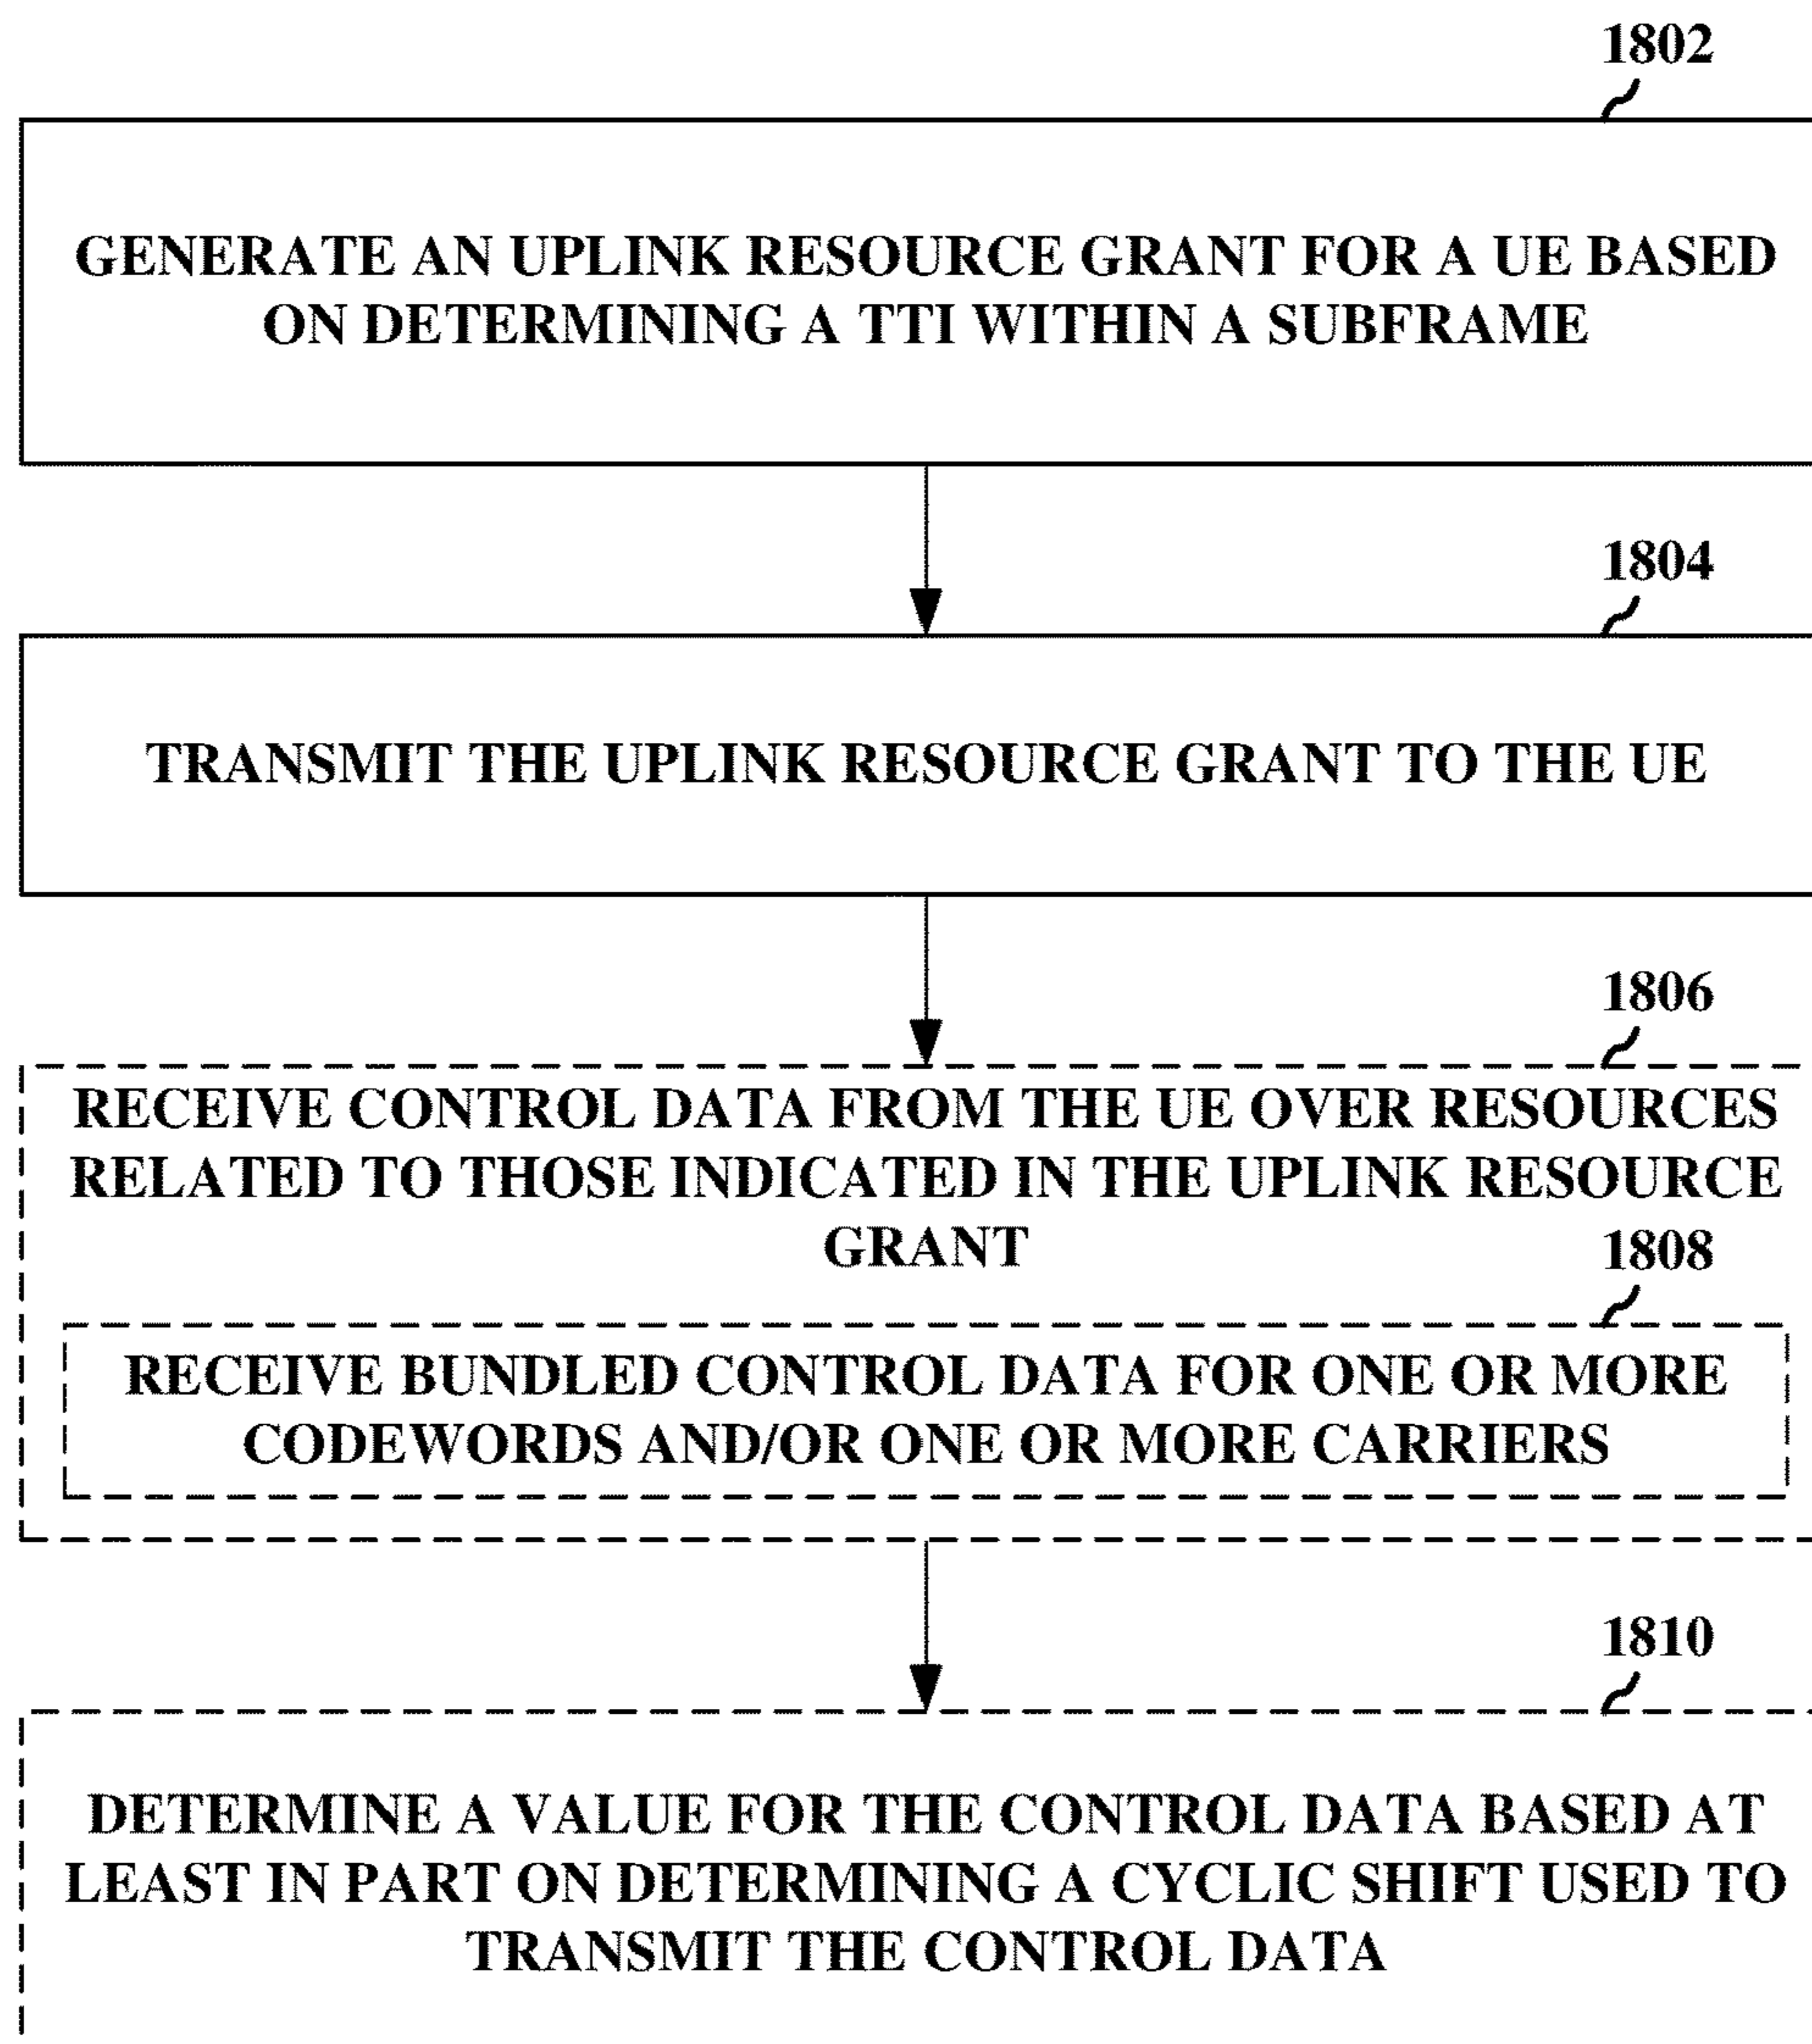 1802
GENERATE AN UPLINK RESOURCE GRANT FOR A UE BASED
ON DETERMINING A TTI WITHIN A SUBFRAME
1804
TRANSMIT THE UPLINK RESOURCE GRANT TO THE UE
1806
RECEIVE CONTROL DATA FROM THE UE OVER RESOURCES
RELATED TO THOSE INDICATED IN THE UPLINK RESOURCE
GRANT
1808
RECEIVE BUNDLED CONTROL DATA FOR ONE OR MORE
CODEWORDS AND/OR ONE OR MORE CARRIERS
1810
DETERMINE A VALUE FOR THE CONTROL DATA BASED AT
LEAST IN PART ON DETERMINING A CYCLIC SHIFT USED TO
TRANSMIT THE CONTROL DATA